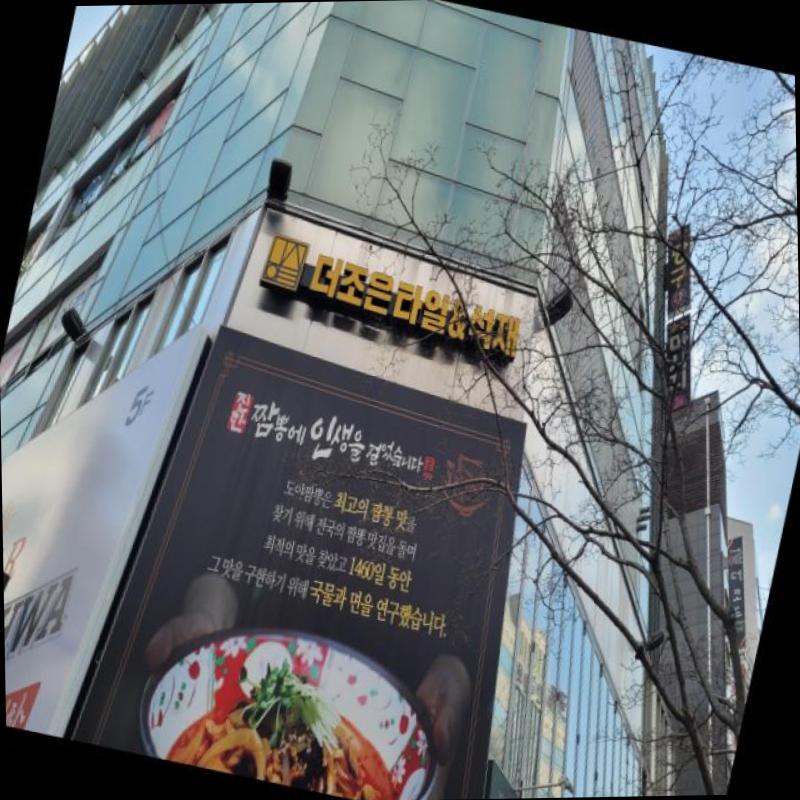 더조은타일&석재
진한 짬뽕에 인생을 걸었습니다
도야짬뽕은 최고의 짬뽕 맛을
찾기 위해 전국의 짬뽕 맛집을 돌며
최적의 맛을 찾았고 1460일 동안
그 맛을 구현하기 위해 국물과 면을 연구했습니다.
5F